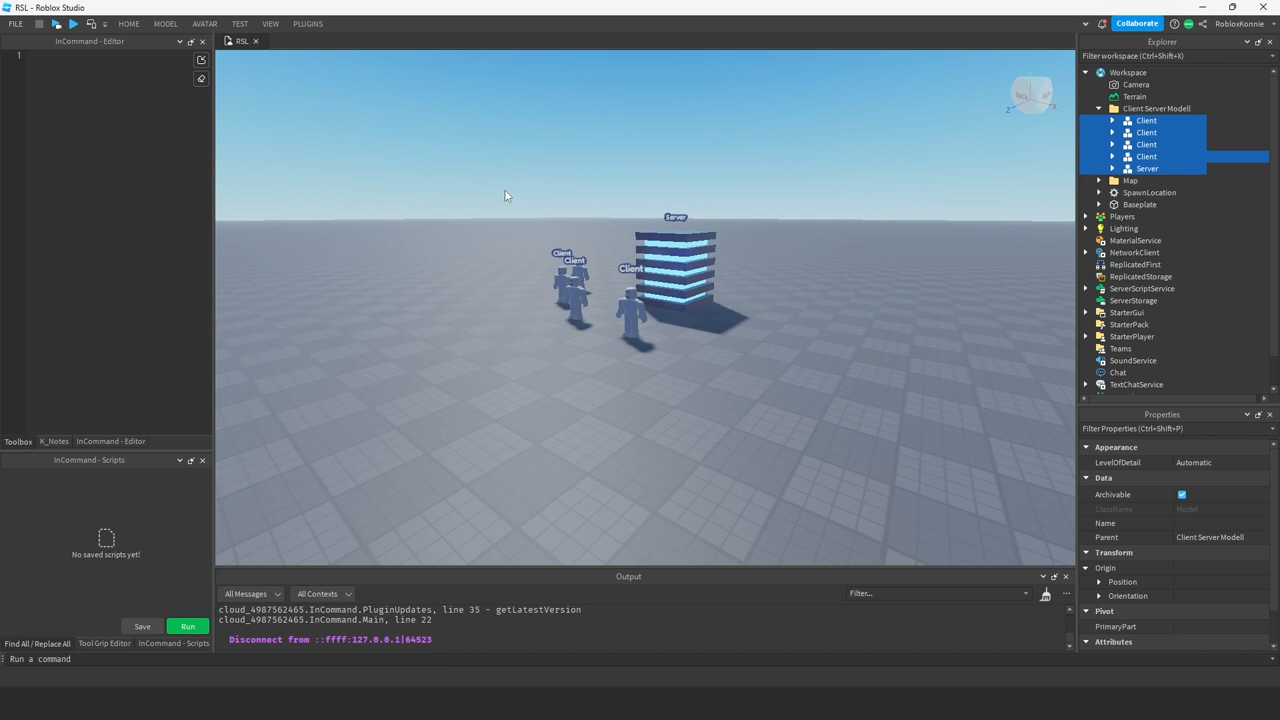 RSL - Roblox Studio
FILE HOME MODEL AVATAR TEST VIEW PLUGINS Collaborate RobloxKonnie
InCommand - Editor
1
Toolbox K_Notes InCommand - Editor
InCommand - Scripts
No saved scripts yet!
Save Run
Find All / Replace All Tool Grip Editor InCommand - Scripts
Run a command
RSL
Server
Client
Client
Client
Z
X
Output
All Messages All Contexts Filter...
cloud_4987562465.InCommand.PluginUpdates, line 35 - getLatestVersion
cloud_4987562465.InCommand.Main, line 22
Disconnect from ::ffff:127.0.0.1|64523
Explorer
Filter workspace (Ctrl+Shift+X)
Workspace
Camera
Terrain
Client Server Modell
Client
Client
Client
Client
Server
Map
SpawnLocation
Baseplate
Players
Lighting
MaterialService
NetworkClient
ReplicatedFirst
ReplicatedStorage
ServerScriptService
ServerStorage
StarterGui
StarterPack
StarterPlayer
Teams
SoundService
Chat
TextChatService
Properties
Filter Properties (Ctrl+Shift+P)
Appearance
LevelOfDetail Automatic
Data
Archivable
ClassName Model
Name
Parent Client Server Modell
Transform
Origin
Position
Orientation
Pivot
PrimaryPart
Attributes